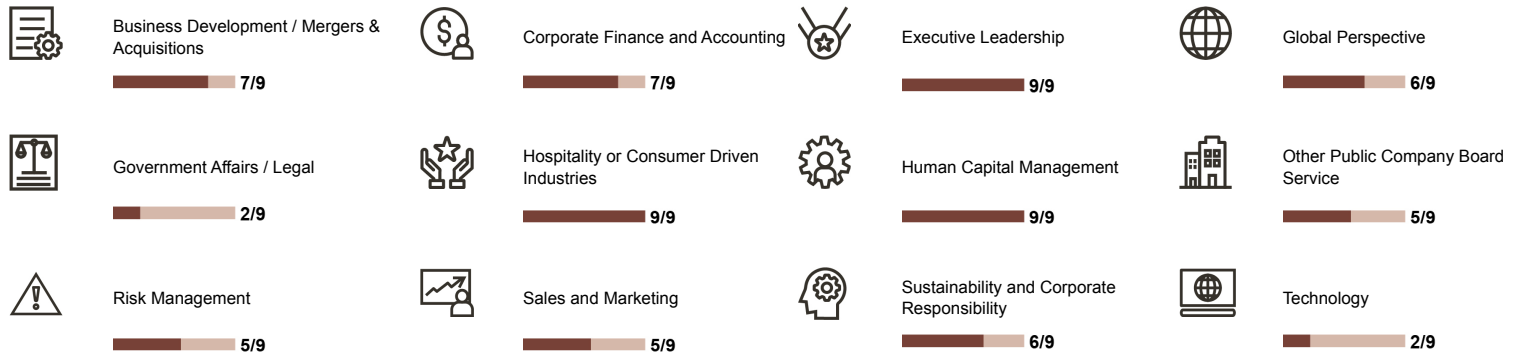 Business Development / Mergers &
Acquisitions
7/9
Corporate Finance and Accounting
7/9
Executive Leadership
9/9
Global Perspective
6/9
Government Affairs / Legal
2/9
Hospitality or Consumer Driven
Industries
9/9
Human Capital Management
9/9
Other Public Company Board
Service
5/9
Risk Management
5/9
Sales and Marketing
5/9
Sustainability and Corporate
Responsibility
6/9
Technology
2/9